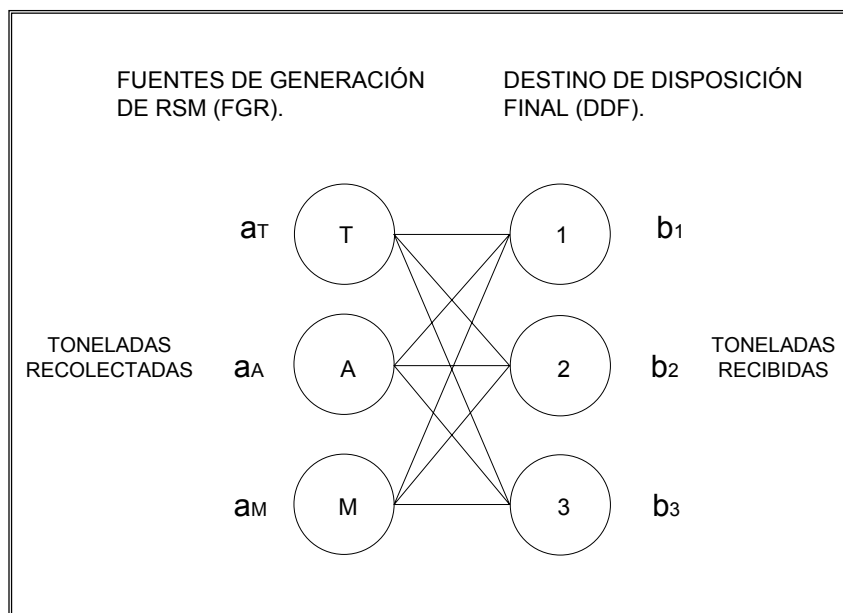 FUENTES DE GENERACIÓN
DE RSM (FGR).
DESTINO DE DISPOSICIÓN
FINAL (DDF).
aT
T
1
b1
TONELADAS
RECOLECTADAS
aA
A
2
b2
TONELADAS
RECIBIDAS
aM
M
3
b3